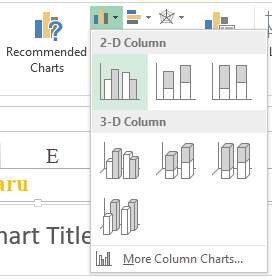 2-D Column
Recommended
Charts
3-D Column
E
aru
hart Title
More Column Charts...